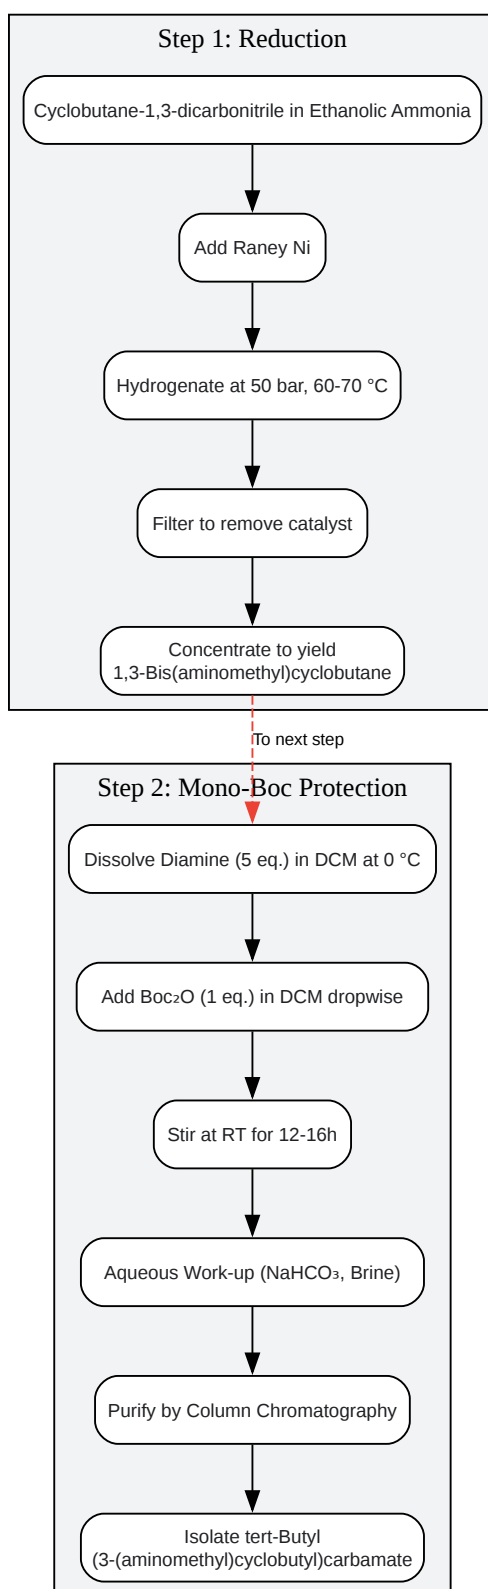 Step 1: Reduction
Cyclobutane-1,3-dicarbonitrile in Ethanolic Ammonia
Add Raney Ni
Hydrogenate at 50 bar, 60-70 °C
Filter to remove catalyst
Concentrate to yield
1,3-Bis(aminomethyl)cyclobutane
To next step
Step 2: Mono-Boc Protection
Dissolve Diamine (5 eq.) in DCM at 0 °C
Add Boc₂O (1 eq.) in DCM dropwise
Stir at RT for 12-16h
Aqueous Work-up (NaHCO₃, Brine)
Purify by Column Chromatography
Isolate tert-Butyl
(3-(aminomethyl)cyclobutyl)carbamate